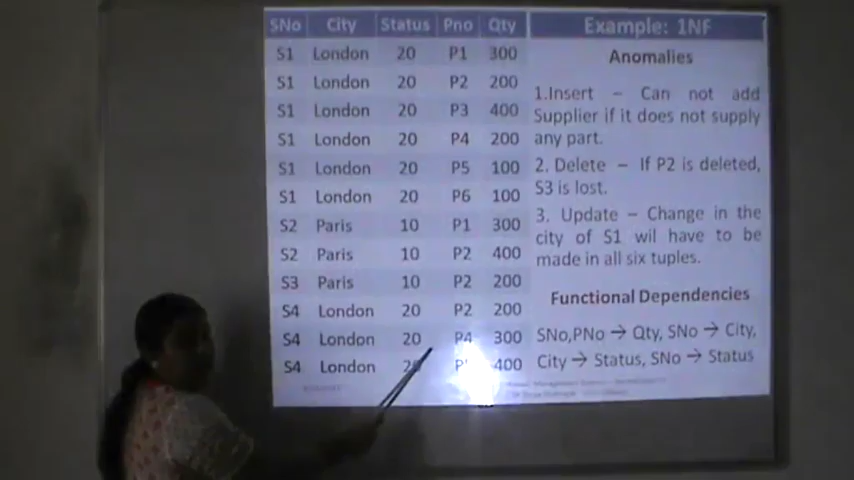 SNo City Status Pno Qty
S1 London 20 P1 300
S1 London 20 P2 200
S1 London 20 P3 400
S1 London 20 P4 200
S1 London 20 P5 100
S1 London 20 P6 100
S2 Paris 10 P1 300
S2 Paris 10 P2 400
S3 Paris 10 P2 200
S4 London 20 P2 200
S4 London 20 P4 300
S4 London 400
Example: 1NF
Anomalies
1.Insert – Can not add
Supplier if it does not supply
any part.
2. Delete – If P2 is deleted,
S3 is lost.
3. Update – Change in the
city of S1 wil have to be
made in all six tuples.
Functional Dependencies
SNo,PNo → Qty, SNo → City,
City → Status, SNo → Status